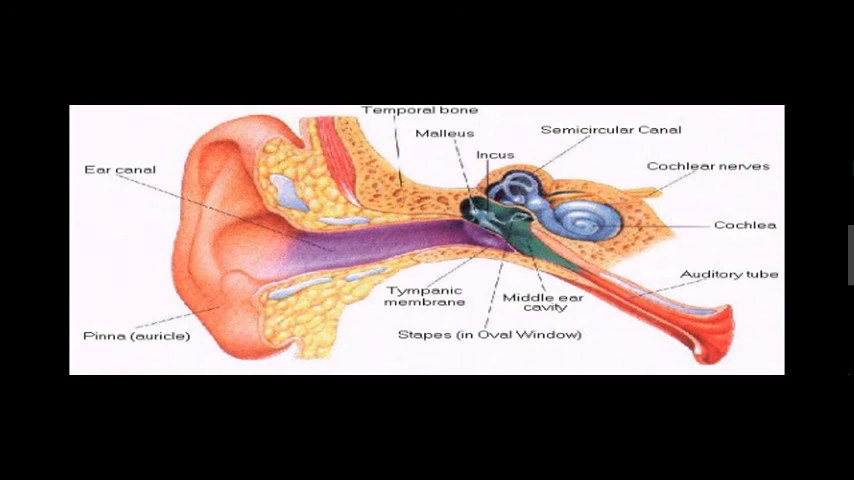 Temporal bone
Malleus
Semicircular Canal
Incus
Ear canal
Cochlear nerves
Cochlea
Auditory tube
Tympanic
membrane
Middle ear
cavity
Pinna (auricle)
Stapes (in Oval Window)